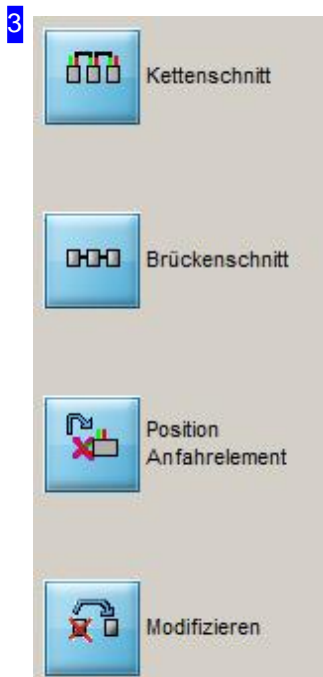 3
Kettenschnitt
Brückenschnitt
Position
Anfahrelement
Modifizieren